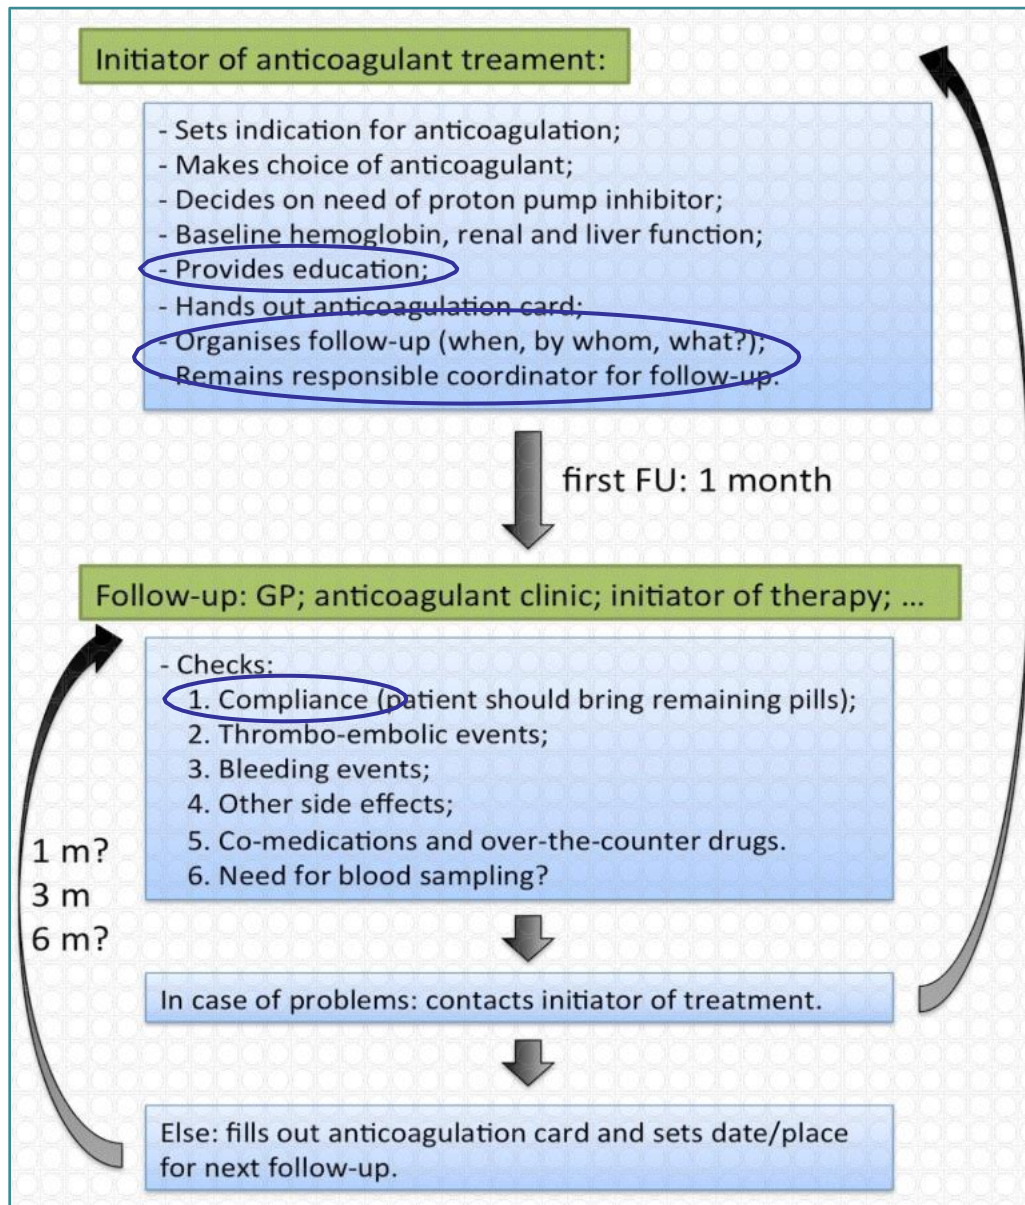 Initiator of anticoagulant treament:
- Sets indication for anticoagulation;
- Makes choice of anticoagulant;
- Decides on need of proton pump inhibitor;
- Baseline hemoglobin, renal and liver function;
- Provides education;
- Hands out anticoagulation card;
- Organises follow-up (when, by whom, what?);
- Remains responsible coordinator for follow-up.
first FU: 1 month
Follow-up: GP; anticoagulant clinic; initiator of therapy; ...
- Checks:
1. Compliance (patient should bring remaining pills);
2. Thrombo-embolic events;
3. Bleeding events;
4. Other side effects;
5. Co-medications and over-the-counter drugs.
6. Need for blood sampling?
1 m?
3 m
6 m?
In case of problems: contacts initiator of treatment.
Else: fills out anticoagulation card and sets date/place
for next follow-up.